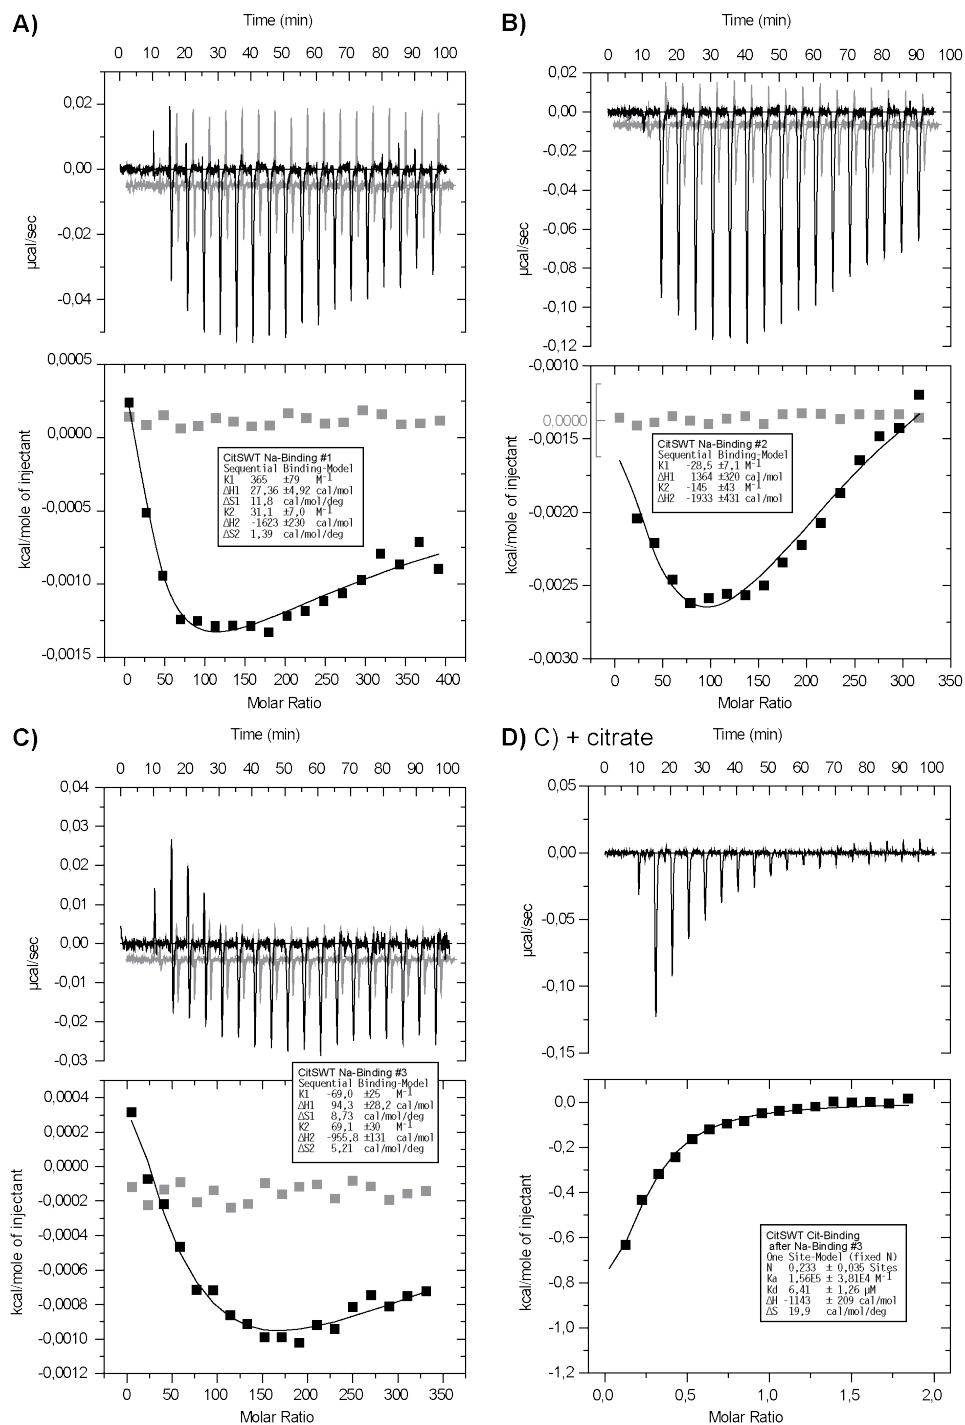 A)
Time (min)
0 10 20 30 40 50 60 70 80 90 100
0,02
0,00
-0,02
-0,04
µcal/sec
0,0005
0,0000
-0,0005
-0,0010
-0,0015
kcal/mole of injectant
CitSWT Na-Binding #1
Sequential Binding-Model
K1 365 ±79 M⁻¹
ΔH1 27,36 ±4,92 cal/mol
ΔS1 11,8 cal/mol/deg
K2 31,1 ±7,0 M⁻¹
ΔH2 -1623 ±230 cal/mol
ΔS2 1,39 cal/mol/deg
0 50 100 150 200 250 300 350 400
Molar Ratio
B)
Time (min)
0 10 20 30 40 50 60 70 80 90 100
0,02
0,00
-0,02
-0,04
-0,06
-0,08
-0,10
-0,12
µcal/sec
-0,0010
0,0000
-0,0015
-0,0020
-0,0025
-0,0030
kcal/mole of injectant
CitSWT Na-Binding #2
Sequential Binding-Model
K1 -28,5 ±7,1 M⁻¹
ΔH1 1364 ±320 cal/mol
K2 -145 ±43 M⁻¹
ΔH2 -1933 ±431 cal/mol
0 50 100 150 200 250 300 350
Molar Ratio
C)
Time (min)
0 10 20 30 40 50 60 70 80 90 100
0,04
0,03
0,02
0,01
0,00
-0,01
-0,02
-0,03
µcal/sec
CitSWT Na-Binding #3
Sequential Binding-Model
K1 -69,0 ±25 M⁻¹
ΔH1 94,3 ±28,2 cal/mol
ΔS1 8,73 cal/mol/deg
K2 69,1 ±30 M⁻¹
ΔH2 -955,8 ±131 cal/mol
ΔS2 5,21 cal/mol/deg
0,0004
0,0002
0,0000
-0,0002
-0,0004
-0,0006
-0,0008
-0,0010
-0,0012
kcal/mole of injectant
0 50 100 150 200 250 300 350
Molar Ratio
D) C) + citrate
Time (min)
0 10 20 30 40 50 60 70 80 90 100
0,05
0,00
-0,05
-0,10
-0,15
µcal/sec
0,0
-0,2
-0,4
-0,6
-0,8
-1,0
-1,2
kcal/mole of injectant
CitSWT Cit-Binding
after Na-Binding #3
One Site-Model (fixed N)
N 0,233 ± 0,035 Sites
Ka 1,56E5 ± 3,81E4 M⁻¹
Kd 6,41 ± 1,26 µM
ΔH -1143 ± 209 cal/mol
ΔS 19,9 cal/mol/deg
0,0 0,5 1,0 1,5 2,0
Molar Ratio